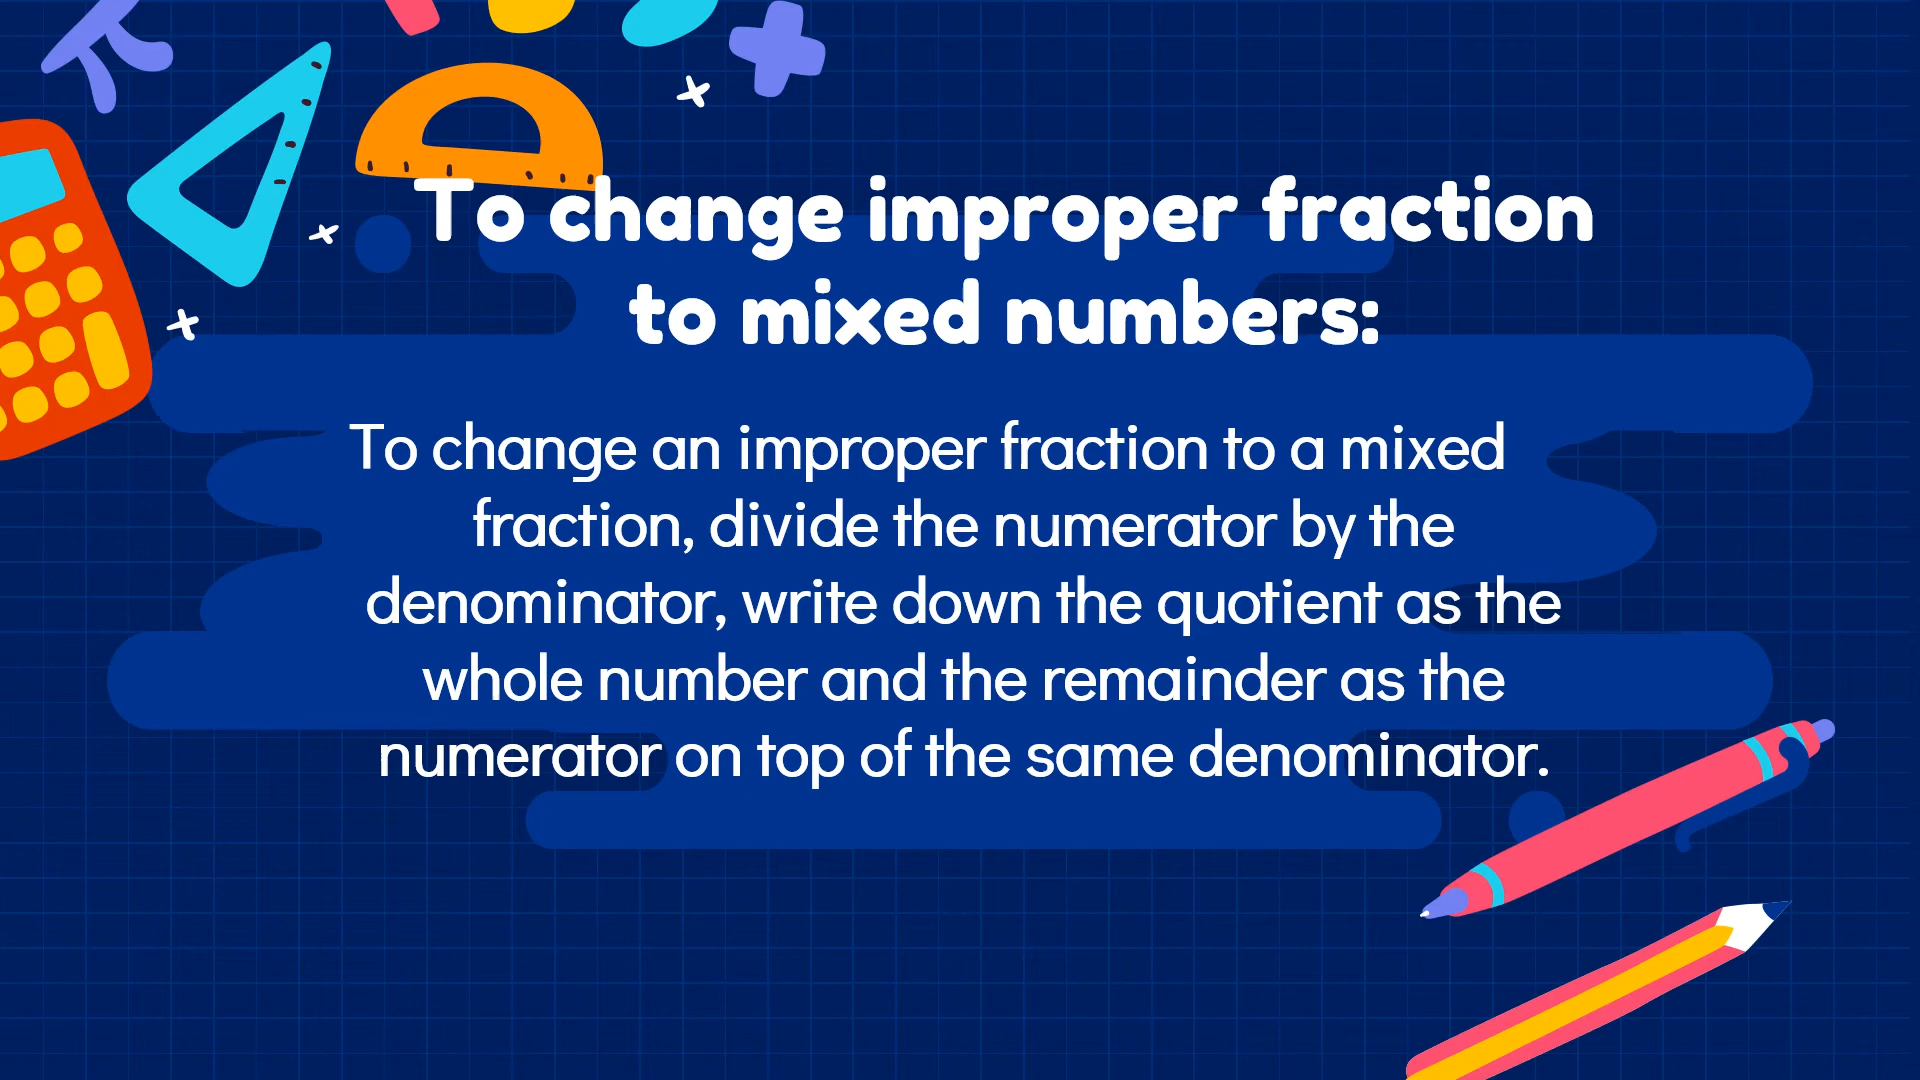 To change improper fraction
to mixed numbers:
To change an improper fraction to a mixed
fraction, divide the numerator by the
denominator, write down the quotient as the
whole number and the remainder as the
numerator on top of the same denominator.